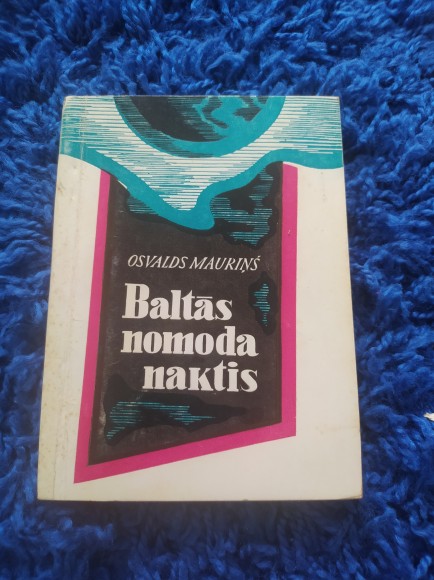 OSVALDS MAURIŅŠ
Baltās
nomoda
naktis